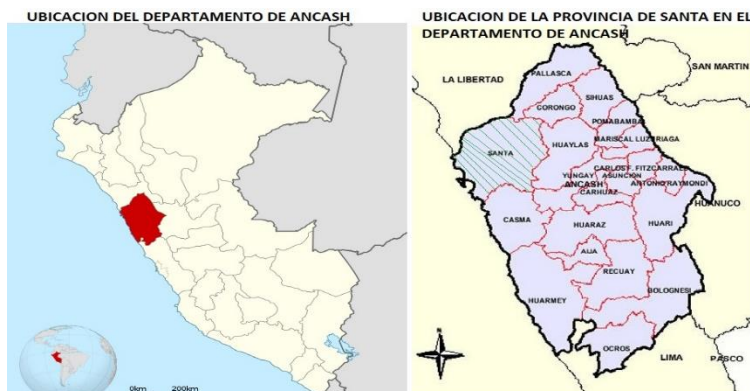 UBICACION DEL DEPARTAMENTO DE ANCASH
0km 200km
UBICACION DE LA PROVINCIA DE SANTA EN EL
DEPARTAMENTO DE ANCASH
SAN MARTIN
PALLASCA
LA LIBERTAD
SIHUAS
CORONGO
POMABAMBA
MARISCAL LUZURIAGA
SANTA
HUAYLAS
CARLOS F. FITZCARRALD
YUNGAY
ASUNCION
ANCASH
ANTONIO RAYMONDI
CARHUAZ
HUANUCO
CASMA
HUARAZ
HUARI
AIJA
RECUAY
BOLOGNESI
HUARMEY
N
OCROS
LIMA
PASCO